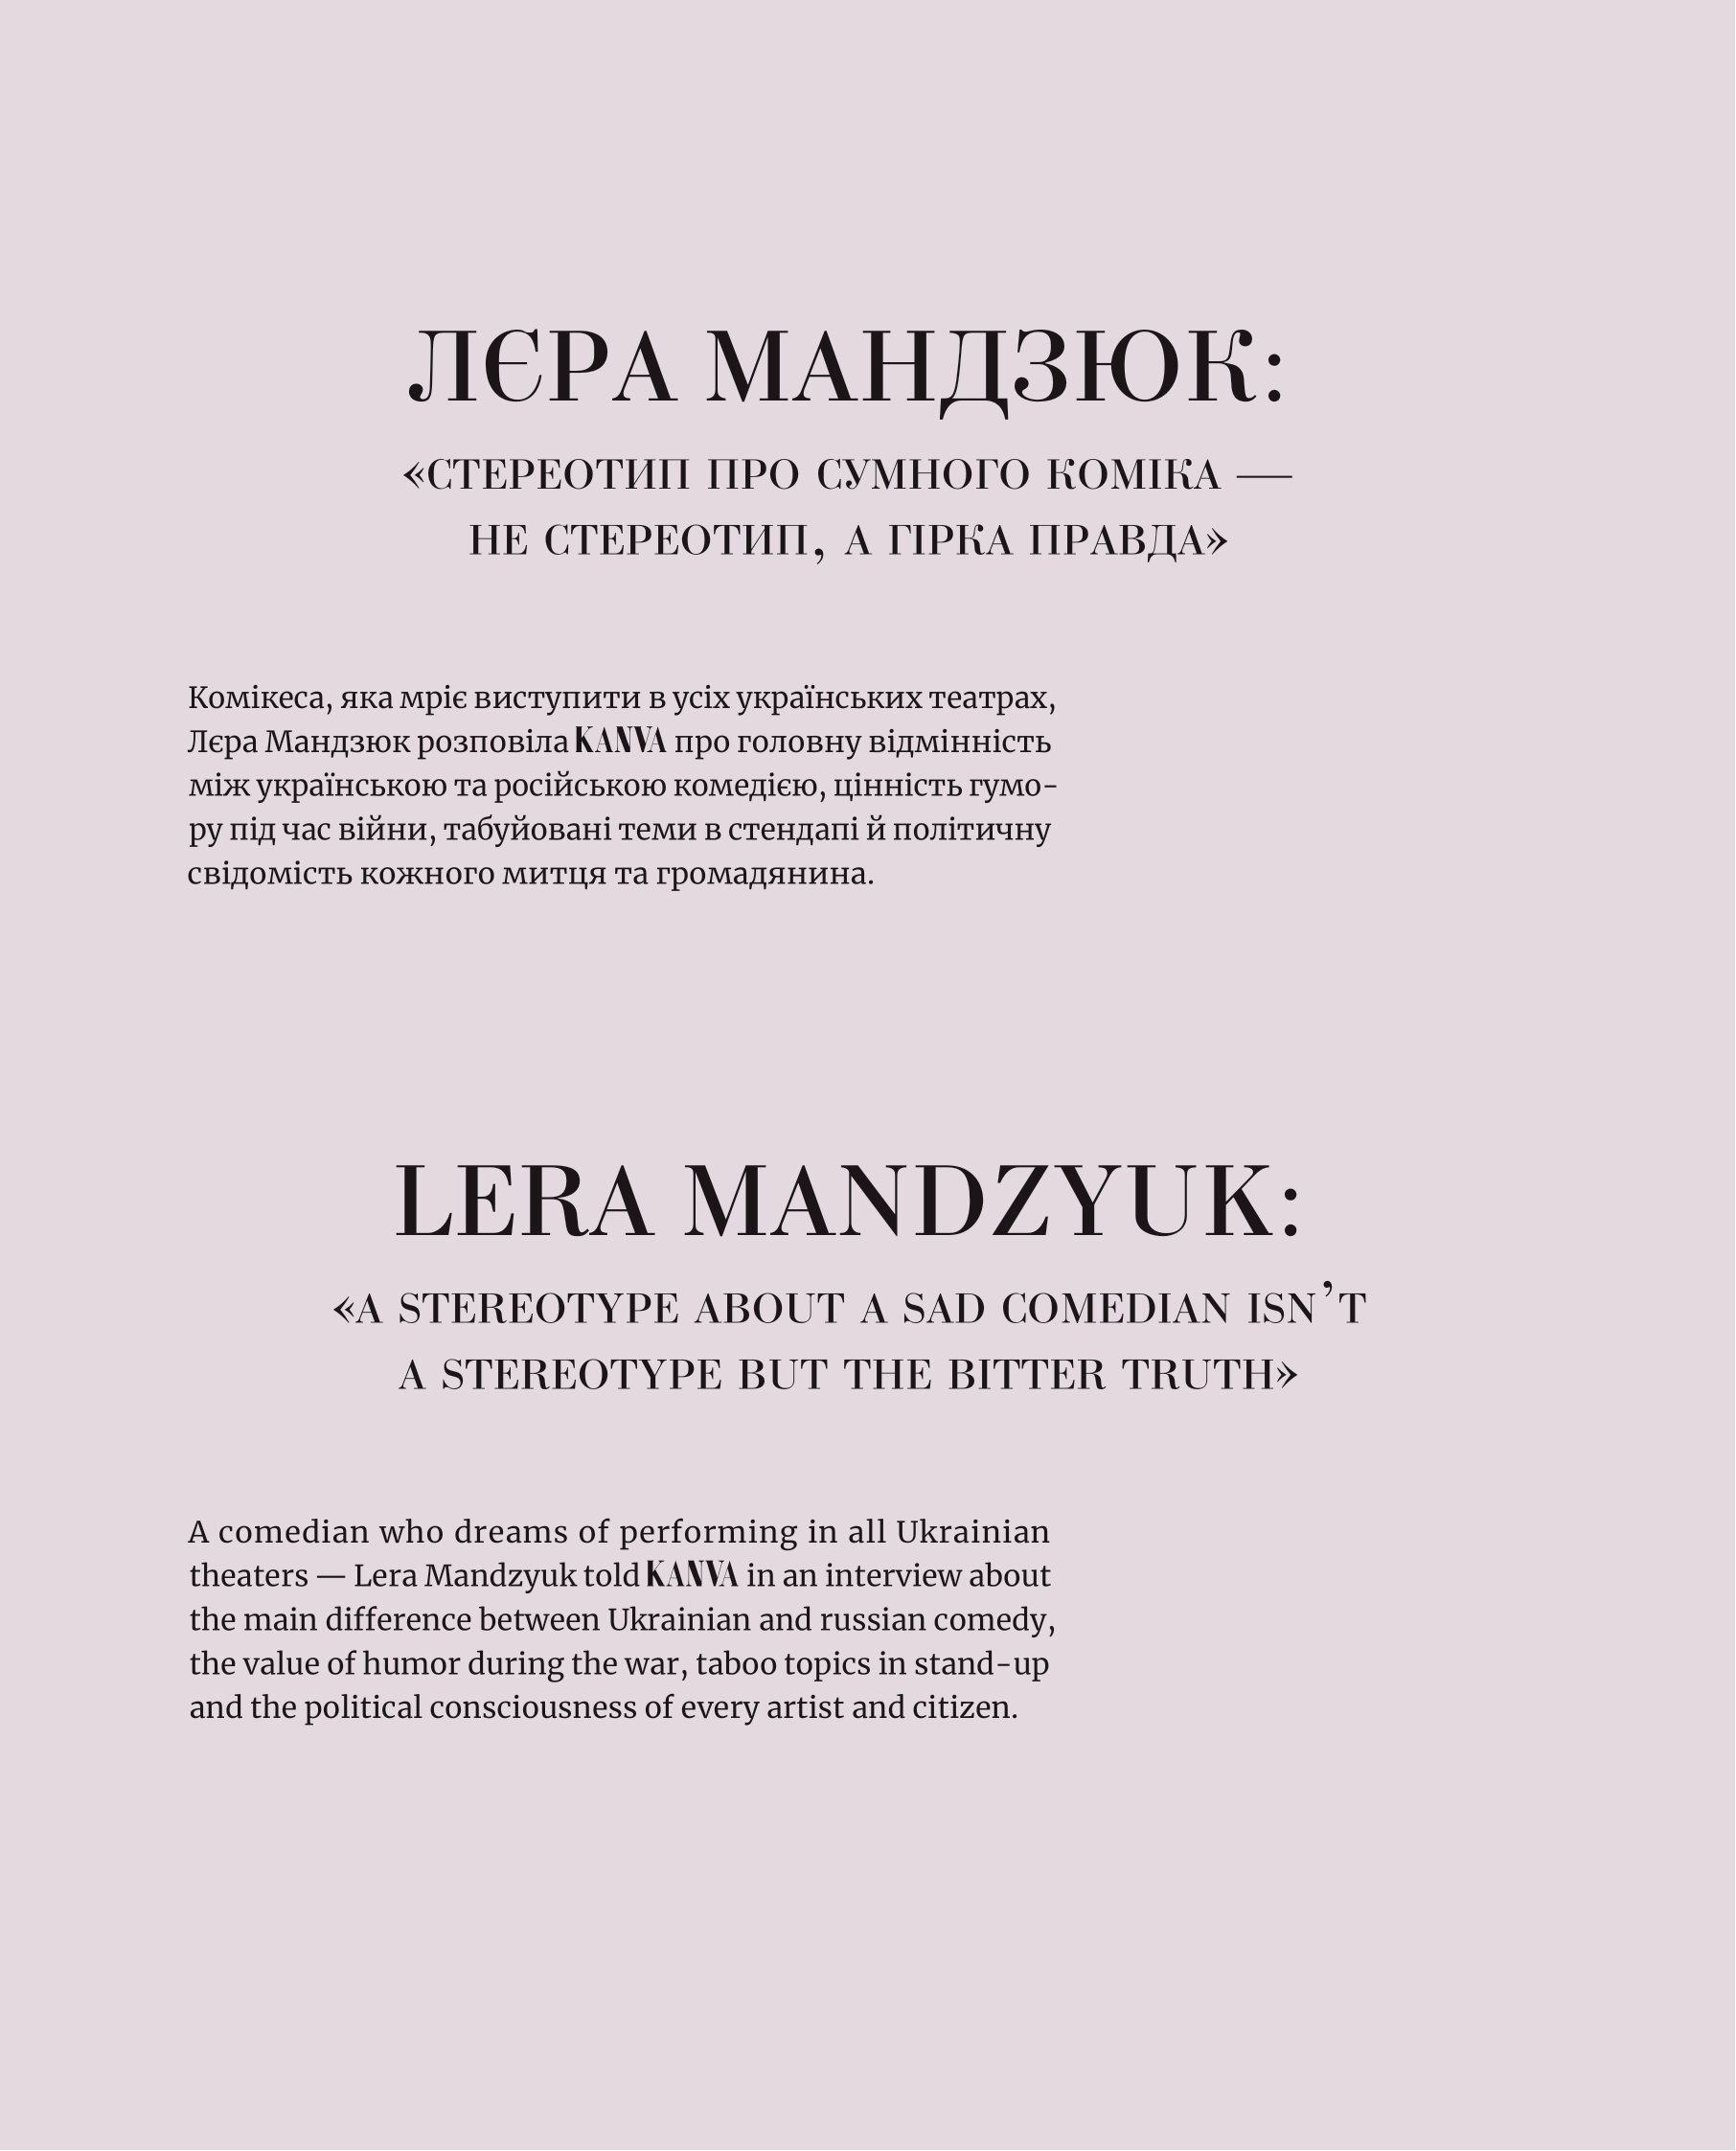 ЛЄРА МАНДЗЮК:
«СТЕРЕОТИП ПРО СУМНОГО КОМІКА —
НЕ СТЕРЕОТИП, А ГІРКА ПРАВДА»
Комікеса, яка мріє виступити в усіх українських театрах,
Лєра Мандзюк розповіла KANVA про головну відмінність
між українською та російською комедією, цінність гумо-
ру під час війни, табуйовані теми в стендапі й політичну
свідомість кожного митця та громадянина.
LERA MANDZYUK:
«A STEREOTYPE ABOUT A SAD COMEDIAN ISN’T
A STEREOTYPE BUT THE BITTER TRUTH»
A comedian who dreams of performing in all Ukrainian
theaters — Lera Mandzyuk told KANVA in an interview about
the main difference between Ukrainian and russian comedy,
the value of humor during the war, taboo topics in stand-up
and the political consciousness of every artist and citizen.